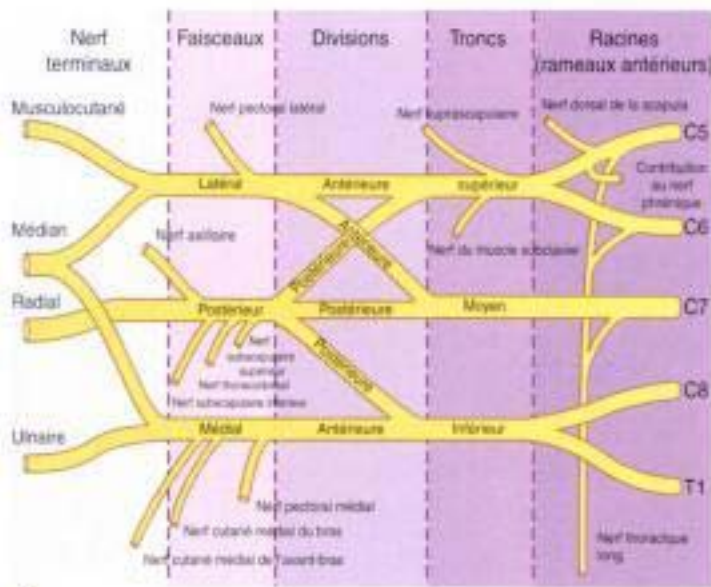 Nerf terminaux
Faisceaux
Divisions
Troncs
Racines
(rameaux antérieurs)
Musculocutané
Nerf pectoral latéral
Nerf suprascapulaire
Nerf dorsal de la scapula
C5
Latéral
Antérieure
supérieur
Contribution
au nerf
phrénique
Médian
Nerf axillaire
Antérieure
Postérieure
Nerf du muscle subclavier
C6
Radial
Postérieur
Postérieure
Moyen
C7
Nerf
subscapulaire
supérieur
Nerf thoracodorsal
Nerf subscapulaire inférieur
Postérieure
C8
Ulnaire
Médial
Antérieure
Inférieur
T1
Nerf pectoral médial
Nerf cutané médial du bras
Nerf cutané médial de l'avant-bras
Nerf thoracique
long